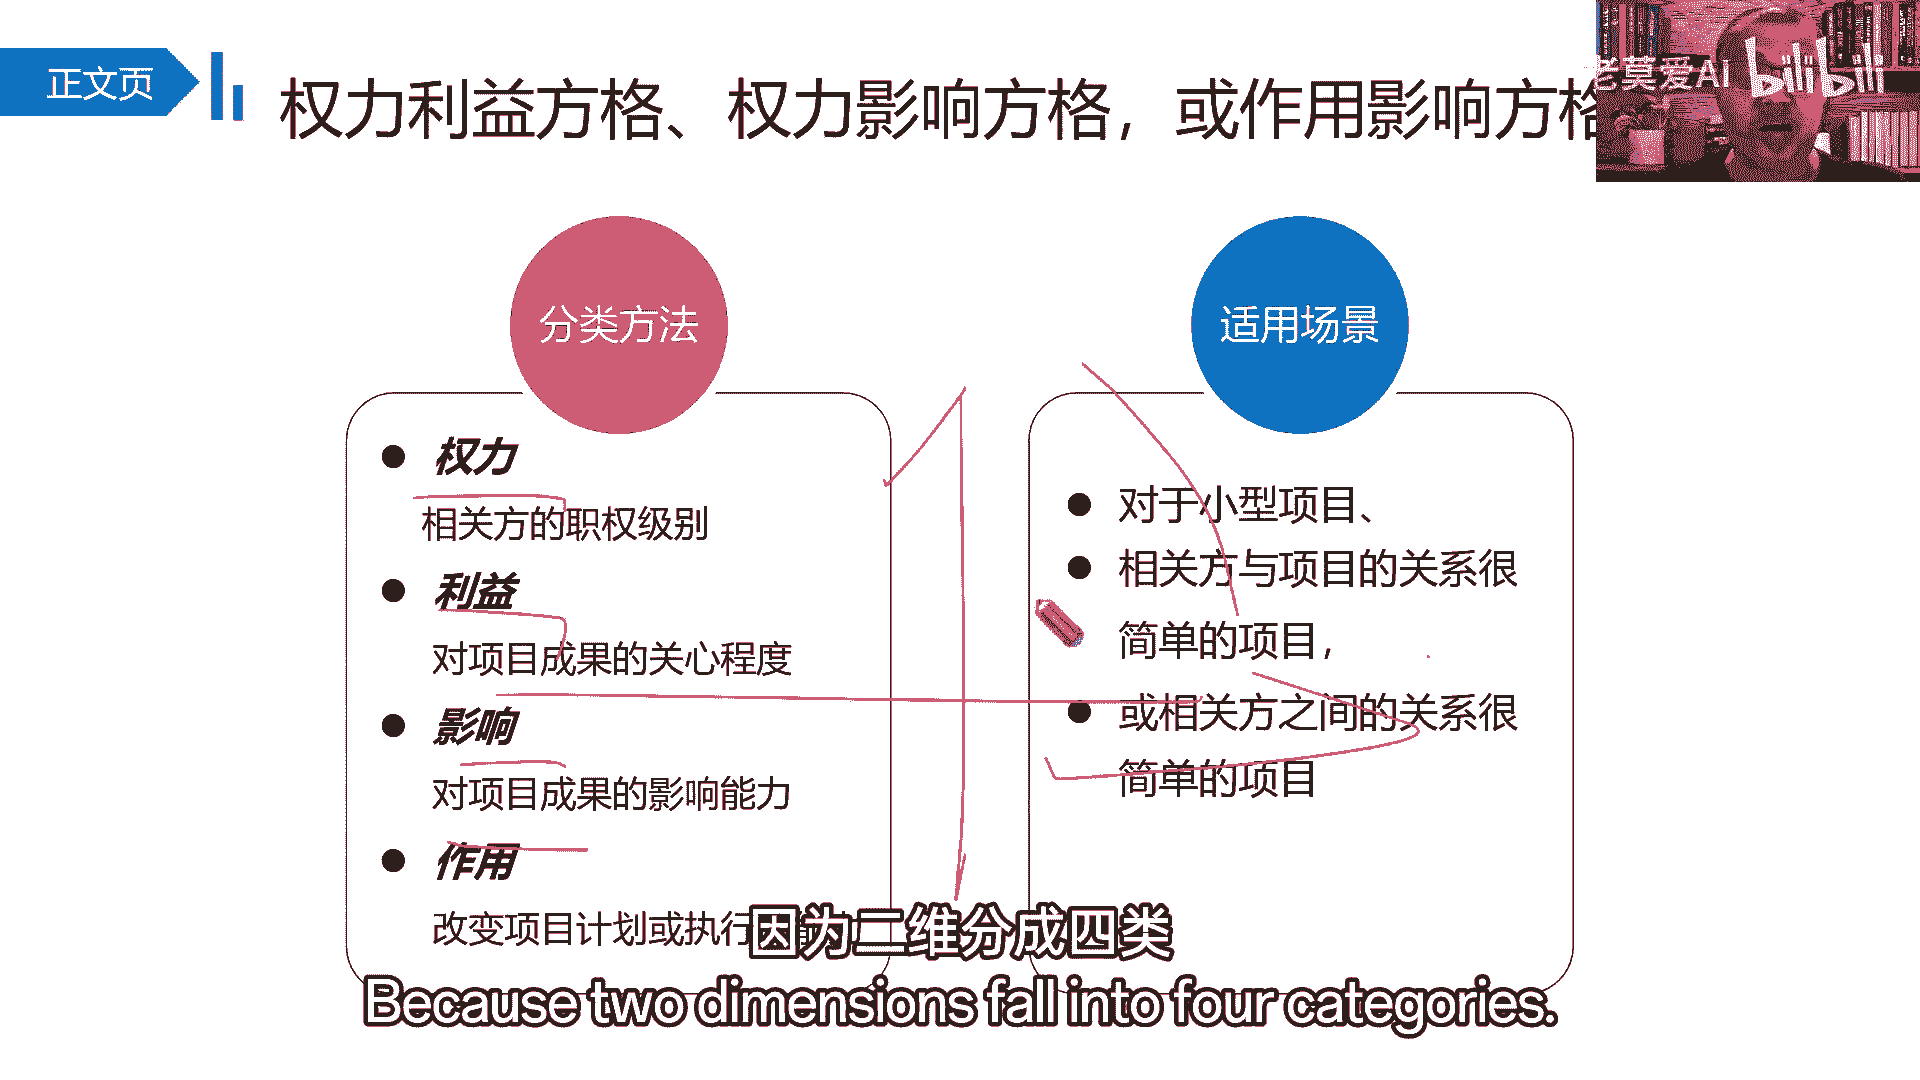 正文页
权力利益方格、权力影响方格，或作用影响方格
老莫爱Ai
bilibili
分类方法
权力
相关方的职权级别
利益
对项目成果的关心程度
影响
对项目成果的影响能力
作用
改变项目计划或执行
适用场景
对于小型项目、
相关方与项目的关系很
简单的项目，
或相关方之间的关系很
简单的项目
因为二维分成四类
Because two dimensions fall into four categories.